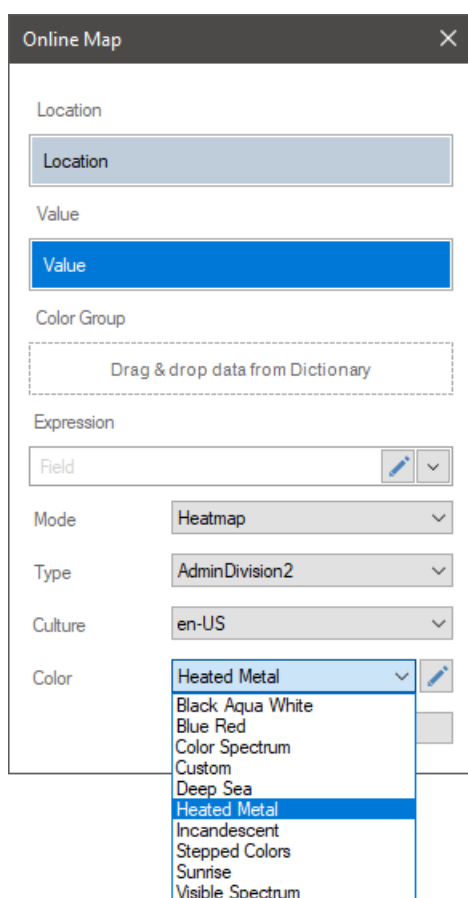 Online Map
Location
Location
Value
Value
Color Group
Drag & drop data from Dictionary
Expression
Field
Mode Heatmap
Type AdminDivision2
Culture en-US
Color Heated Metal
Black Aqua White
Blue Red
Color Spectrum
Custom
Deep Sea
Heated Metal
Incandescent
Stepped Colors
Sunrise
Visible Spectrum